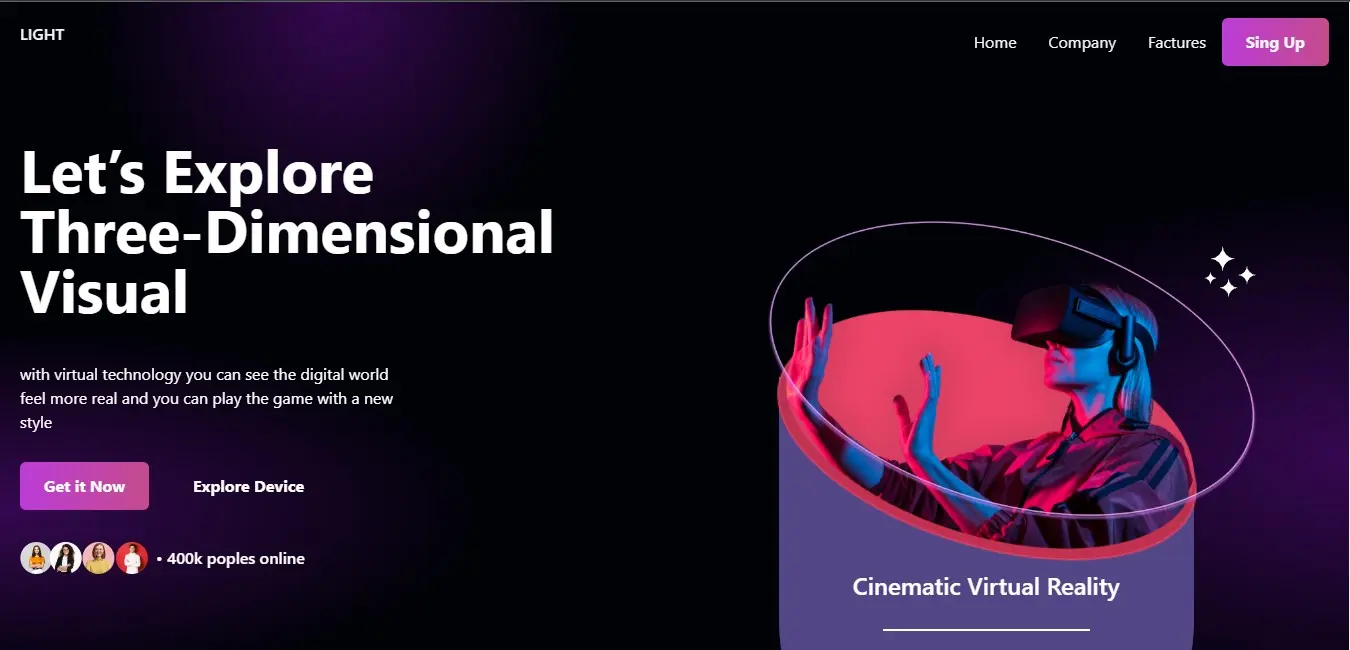 LIGHT
Home
Company
Factures
Sing Up
Let’s Explore
Three-Dimensional
Visual
with virtual technology you can see the digital world
feel more real and you can play the game with a new
style
Get it Now
Explore Device
• 400k poples online
Cinematic Virtual Reality